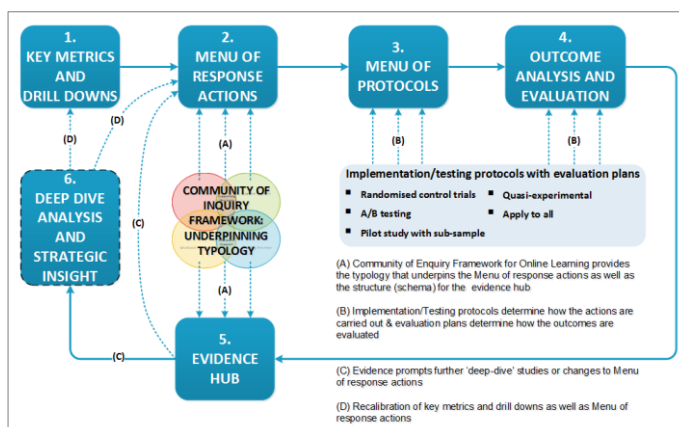 1.
KEY METRICS
AND
DRILL DOWNS
2.
MENU OF
RESPONSE
ACTIONS
3.
MENU OF
PROTOCOLS
4.
OUTCOME
ANALYSIS AND
EVALUATION
(D)
(D)
(A)
(B)
(B)
6.
DEEP DIVE
ANALYSIS
AND
STRATEGIC
INSIGHT
(C)
COMMUNITY OF
INQUIRY
FRAMEWORK:
UNDERPINNING
TYPOLOGY
(A)
Implementation/testing protocols with evaluation plans
Randomised control trials
A/B testing
Pilot study with sub-sample
Quasi-experimental
Apply to all
5.
EVIDENCE
HUB
(C)
(A) Community of Enquiry Framework for Online Learning provides
the typology that underpins the Menu of response actions as well as
the structure (schema) for the evidence hub
(B) Implementation/Testing protocols determine how the actions are
carried out & evaluation plans determine how the outcomes are
evaluated
(C) Evidence prompts further 'deep-dive' studies or changes to Menu
of response actions
(D) Recalibration of key metrics and drill downs as well as Menu of
response actions